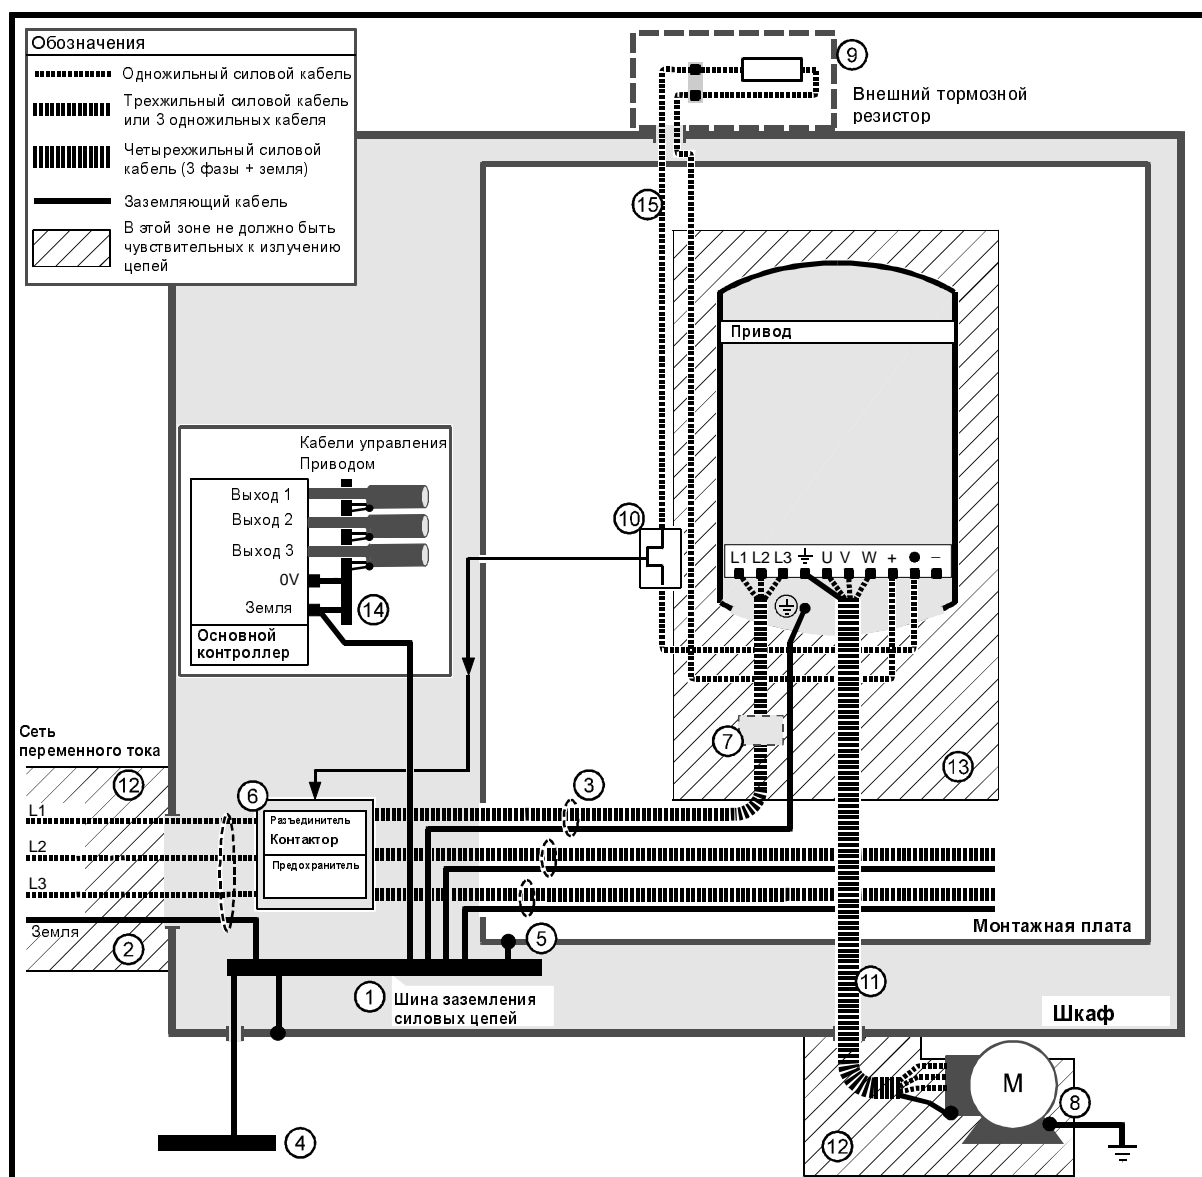 Обозначения
Одножильный силовой кабель
Трехжильный силовой кабель
или 3 одножильных кабеля
Четырехжильный силовой
кабель (3 фазы + земля)
Заземляющий кабель
В этой зоне не должно быть
чувствительных к излучению
цепей
9
Внешний тормозной
резистор
15
Привод
Кабели управления
Приводом
Выход 1
Выход 2
Выход 3
0V
Земля
Основной
контроллер
14
10
L1 L2 L3 U V W + −
7
13
Сеть
переменного тока
12
L1
L2
L3
Земля
2
6
Разъединитель
Контактор
Предохранитель
3
5
Монтажная плата
1
Шина заземления
силовых цепей
11
Шкаф
4
M
8
12